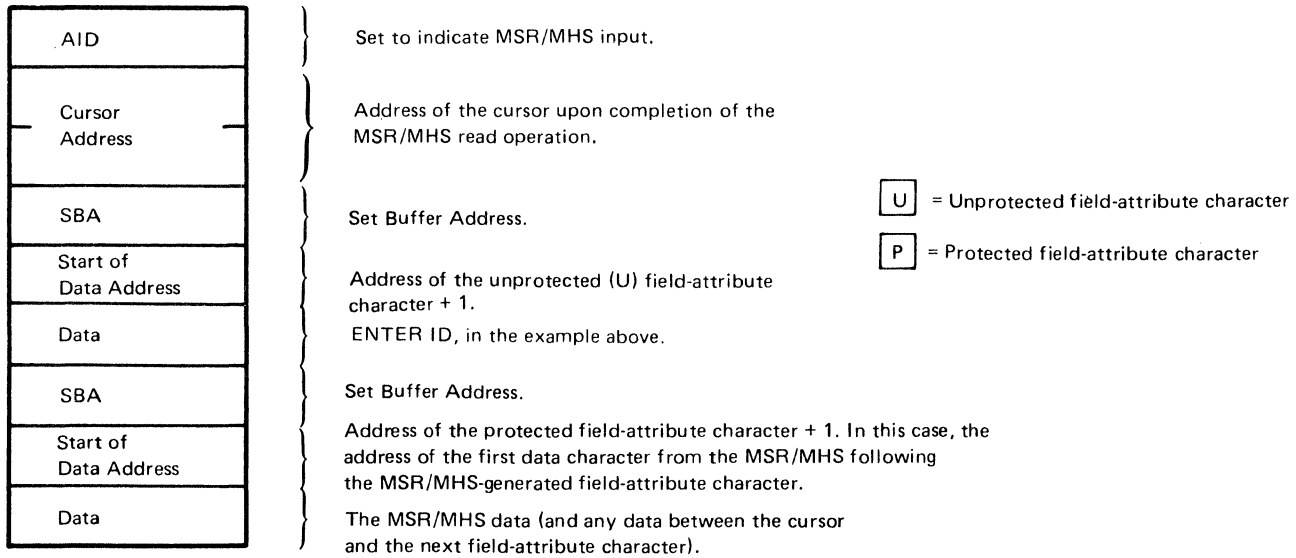 AID
Set to indicate MSR/MHS input.
Cursor
Address
Address of the cursor upon completion of the
MSR/MHS read operation.
SBA
Set Buffer Address.
U = Unprotected field-attribute character
P = Protected field-attribute character
Start of
Data Address
Address of the unprotected (U) field-attribute
character + 1.
Data
ENTER ID, in the example above.
SBA
Set Buffer Address.
Start of
Data Address
Address of the protected field-attribute character + 1. In this case, the
address of the first data character from the MSR/MHS following
the MSR/MHS-generated field-attribute character.
Data
The MSR/MHS data (and any data between the cursor
and the next field-attribute character).